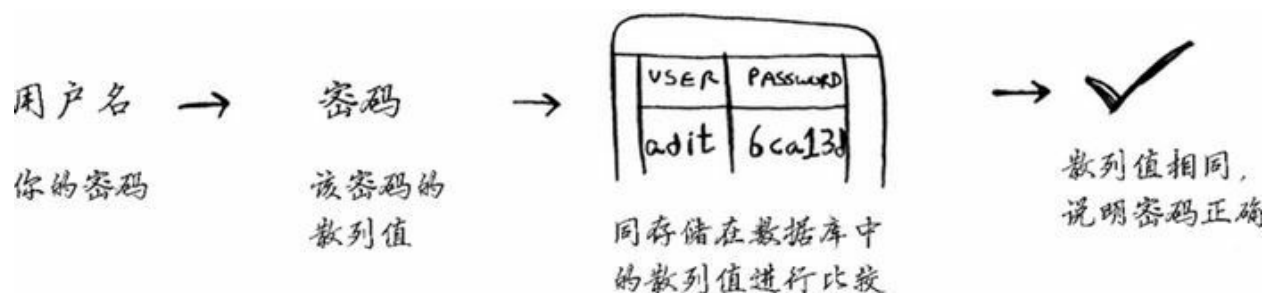 用户名 → 密码 → → ✓
USER PASSWORD
adit 6ca13d
你的密码
该密码的
散列值
同存储在数据库中
的散列值进行比较
散列值相同,
说明密码正确